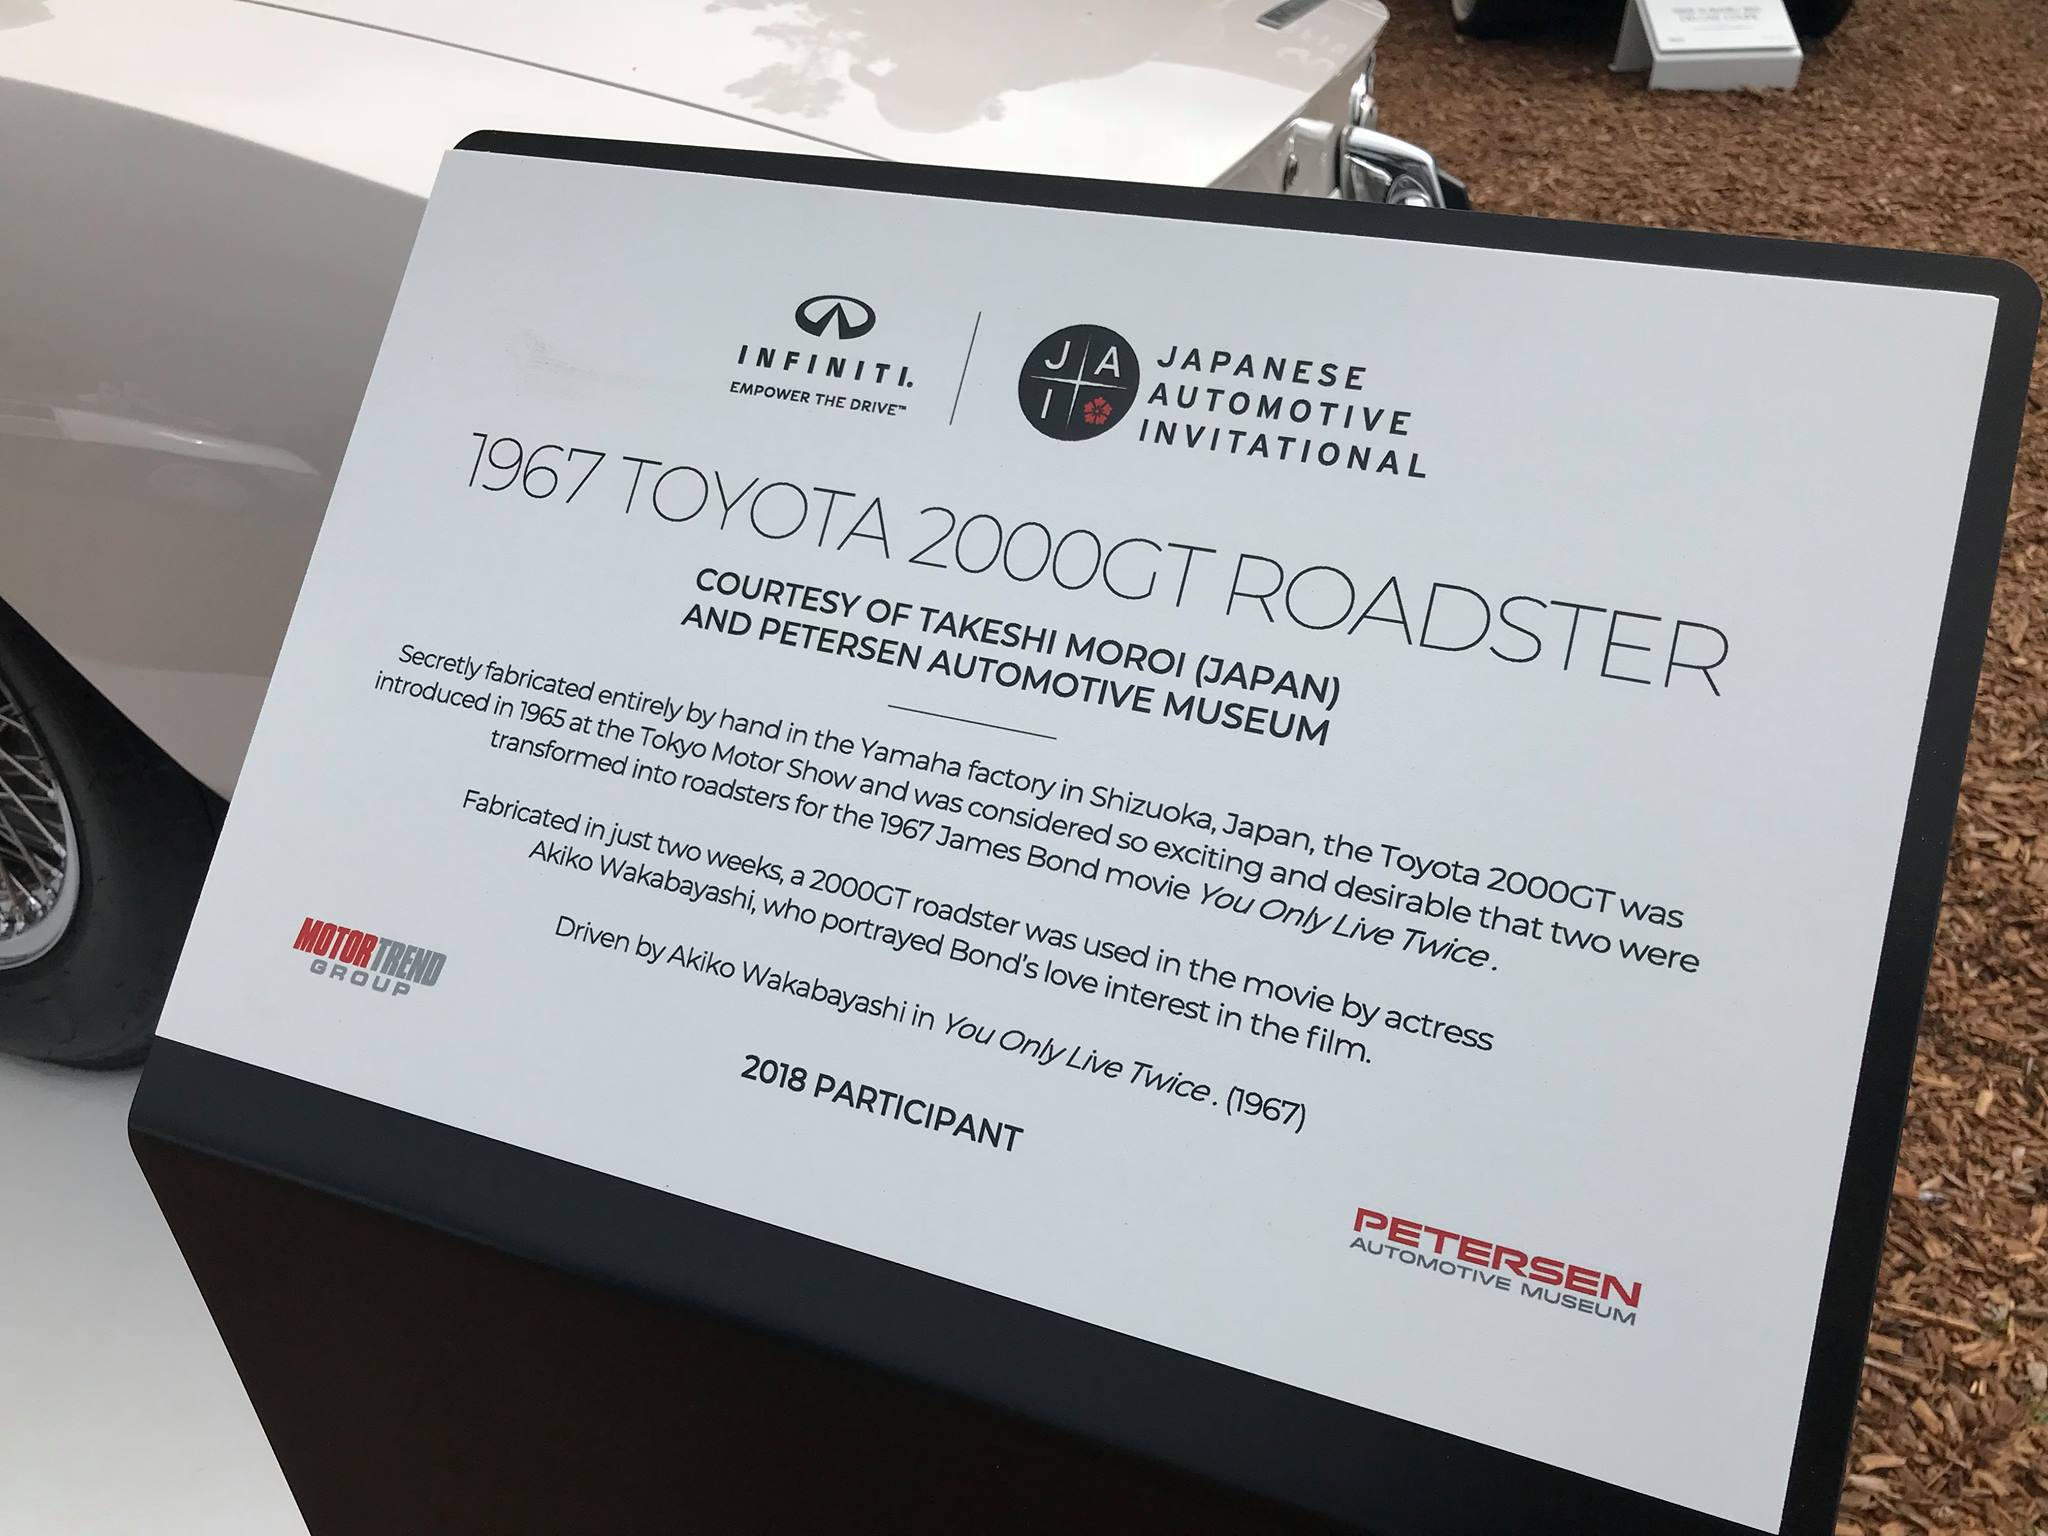 INFINITI.
EMPOWER THE DRIVE™
J A
I
JAPANESE
AUTOMOTIVE
INVITATIONAL
1967 TOYOTA 2000GT ROADSTER
COURTESY OF TAKESHI MOROI (JAPAN)
AND PETERSEN AUTOMOTIVE MUSEUM
Secretly fabricated entirely by hand in the Yamaha factory in Shizuoka, Japan, the Toyota 2000GT was
introduced in 1965 at the Tokyo Motor Show and was considered so exciting and desirable that two were
transformed into roadsters for the 1967 James Bond movie You Only Live Twice.
Fabricated in just two weeks, a 2000GT roadster was used in the movie by actress
Akiko Wakabayashi, who portrayed Bond's love interest in the film.
Driven by Akiko Wakabayashi in You Only Live Twice. (1967)
2018 PARTICIPANT
MOTOR TREND
GROUP
PETERSEN
AUTOMOTIVE MUSEUM